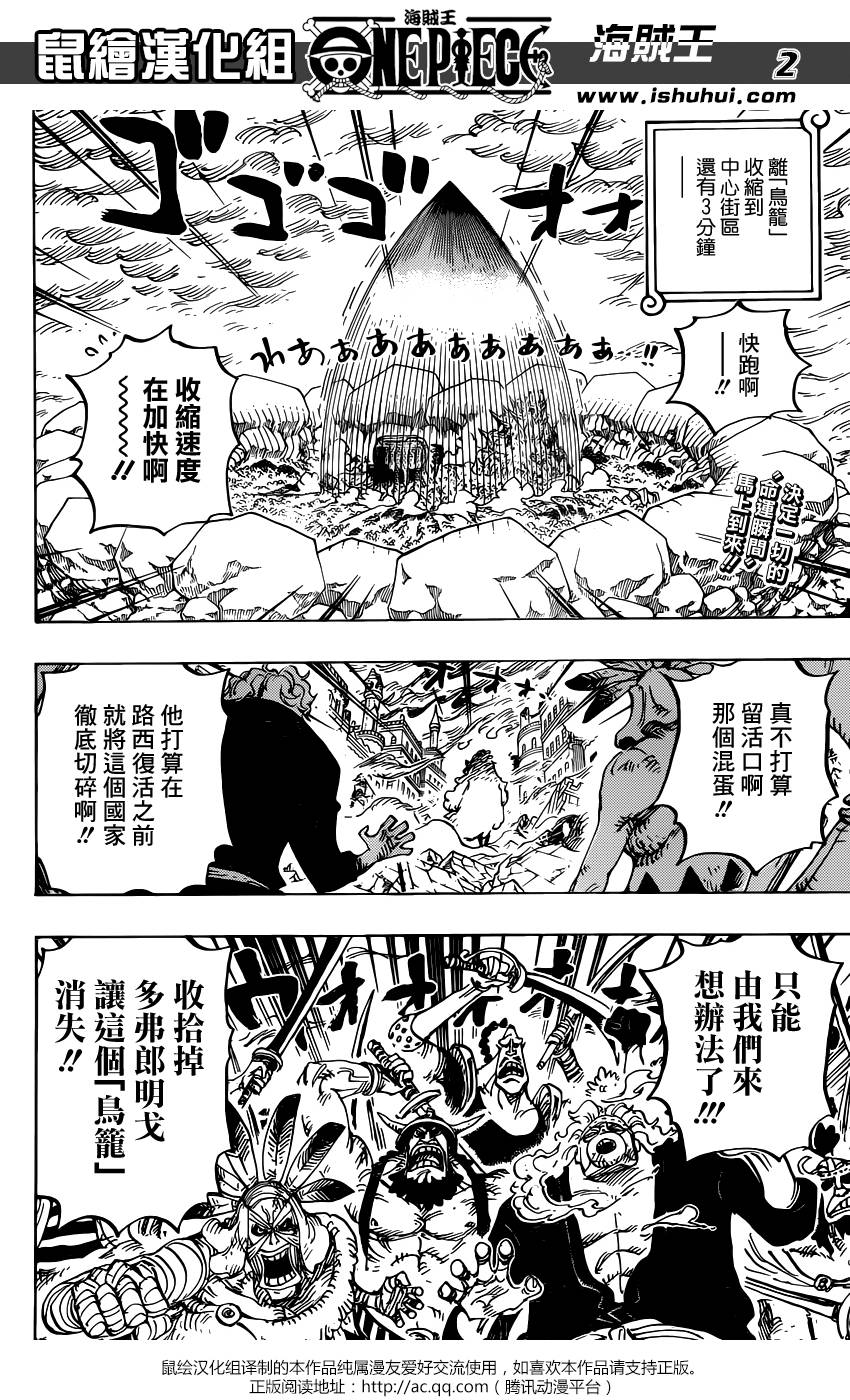 鼠繪漢化組
海賊王
ONE PIECE
海賊王
2
www.ishuhui.com
離「鳥籠」
收縮到
中心街區
還有3分鐘
——
ゴゴゴゴ
オオ
快跑啊
——!!
わあぁあぁあぁあぁぁ…!!
收縮速度
在加快啊
〜〜〜!!
決定一切的
〝命運瞬間〞
馬上到來!!
真不打算
留活口啊
那個混蛋!!
他打算在
路西復活之前
就將這個國家
徹底切碎啊!!
只能
由我們來
想辦法了!!!
ウオオオオ
收拾掉
多弗郎明戈
讓這個「鳥籠」
消失!!
鼠绘汉化组译制的本作品纯属漫友爱好交流使用，如喜欢本作品请支持正版。
正版阅读地址：http://ac.qq.com（腾讯动漫平台）